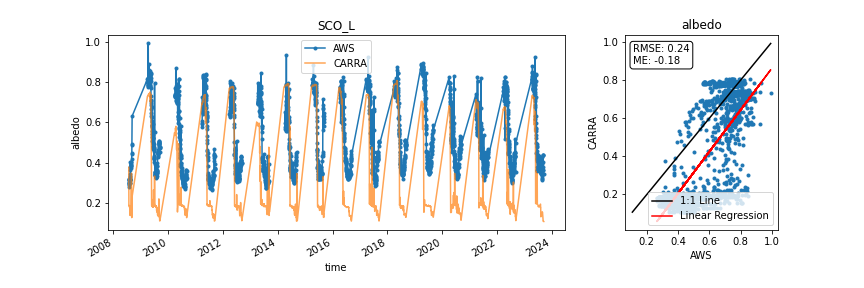 SCO_L
albedo
1.0
0.8
0.6
0.4
0.2
AWS
CARRA
2008
2010
2012
2014
2016
2018
2020
2022
2024
time
albedo
albedo
RMSE: 0.24
ME: -0.18
1.0
0.8
0.6
0.4
0.2
CARRA
1:1 Line
Linear Regression
0.2
0.4
0.6
0.8
1.0
AWS